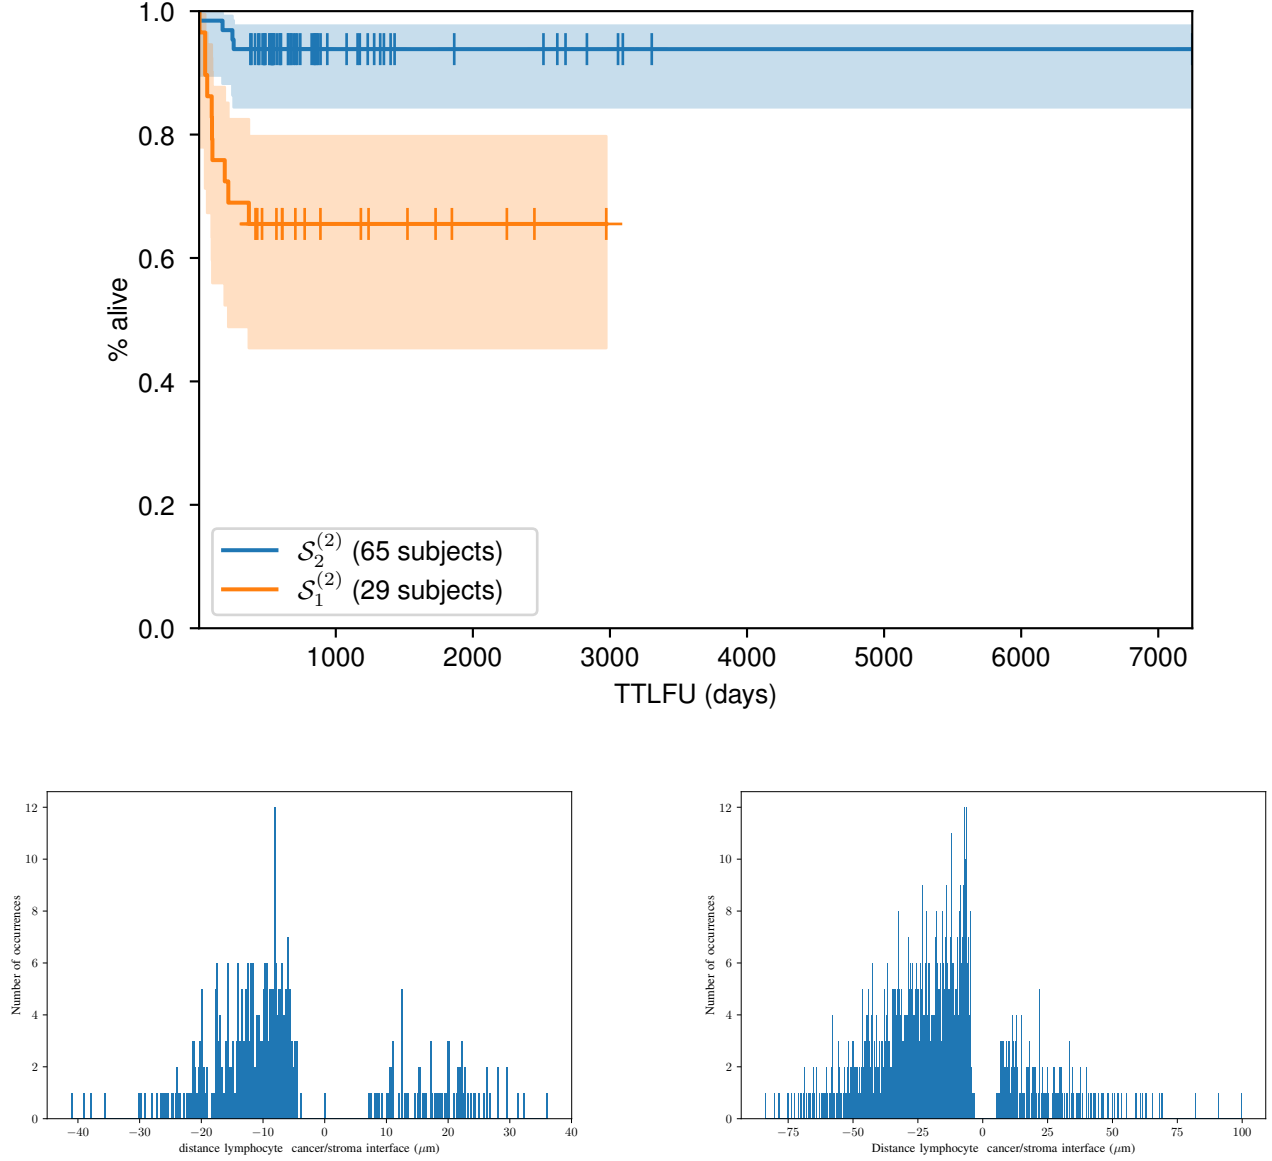 1.0
0.8
0.6
0.4
0.2
0.0
% alive
S_2^(2) (65 subjects)
S_1^(2) (29 subjects)
1000 2000 3000 4000 5000 6000 7000
TTLFU (days)
12
10
8
6
4
2
0
Number of occurrences
−40 −30 −20 −10 0 10 20 30 40
distance lymphocyte cancer/stroma interface (μm)
12
10
8
6
4
2
0
Number of occurrences
−75 −50 −25 0 25 50 75 100
Distance lymphocyte cancer/stroma interface (μm)